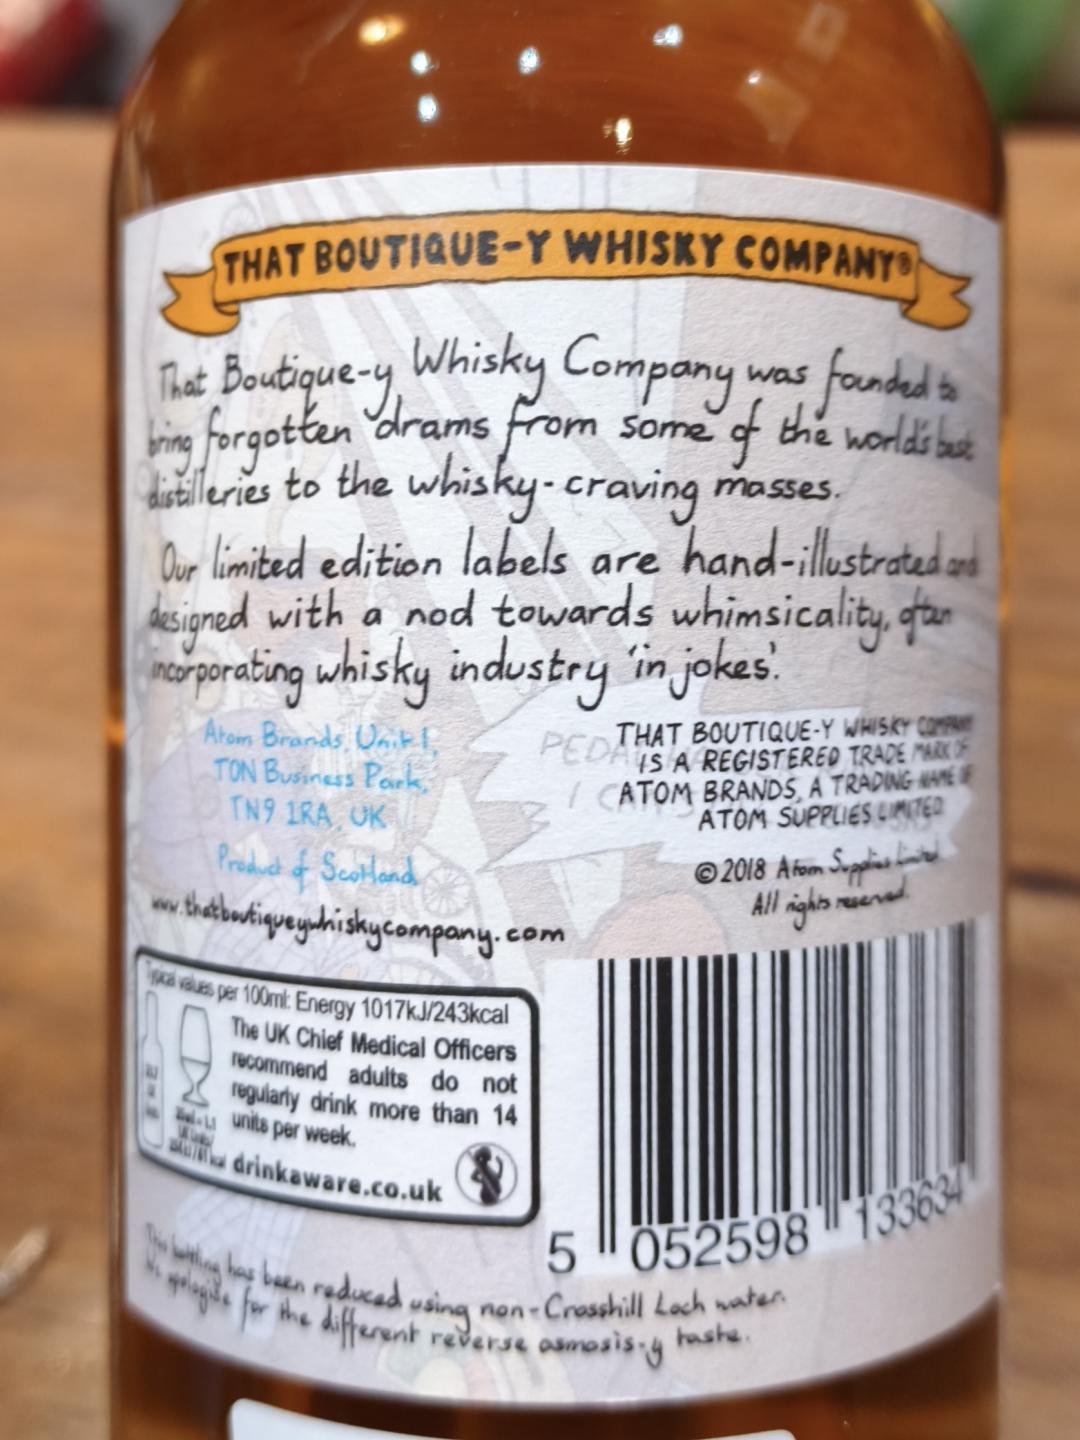 THAT BOUTIQUE-Y WHISKY COMPANY®
That Boutique-y Whisky Company was founded to
bring forgotten drams from some of the world's best
distilleries to the whisky-craving masses.
Our limited edition labels are hand-illustrated and
designed with a nod towards whimsicality, often
incorporating whisky industry 'in jokes'.
Atom Brands, Unit 1,
TON Business Park,
TN9 1RA, UK
Product of Scotland
www.thatboutiqueywhiskycompany.com
THAT BOUTIQUE-Y WHISKY COMPANY
IS A REGISTERED TRADE MARK OF
ATOM BRANDS, A TRADING NAME OF
ATOM SUPPLIES LIMITED
©2018 Atom Supplies Limited.
All rights reserved.
Typical values per 100ml: Energy 1017kJ/243kcal
The UK Chief Medical Officers
recommend adults do not
regularly drink more than 14
units per week.
drinkaware.co.uk
5 052598 133634
This bottling has been reduced using non-Crosshill Loch water.
We apologise for the different reverse osmosis-y taste.